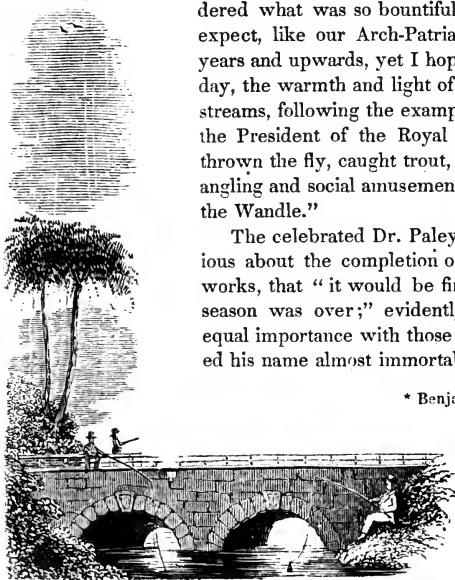 dered what was so bountiful
expect, like our Arch-Patria
years and upwards, yet I hop
day, the warmth and light of
streams, following the examp
the President of the Royal
thrown the fly, caught trout,
angling and social amusemen
the Wandle.”
The celebrated Dr. Paley
ious about the completion o
works, that “ it would be fin
season was over;” evidentl
equal importance with those
ed his name almost immortal
* Benja